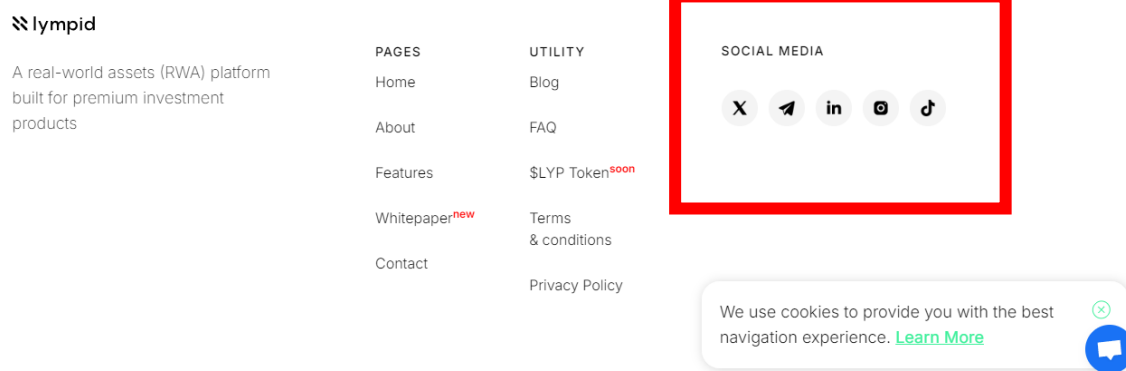 lympid
A real-world assets (RWA) platform
built for premium investment
products
PAGES
Home
About
Features
Whitepapernew
Contact
UTILITY
Blog
FAQ
$LYP Tokensoon
Terms
& conditions
Privacy Policy
SOCIAL MEDIA
in
We use cookies to provide you with the best
navigation experience. Learn More